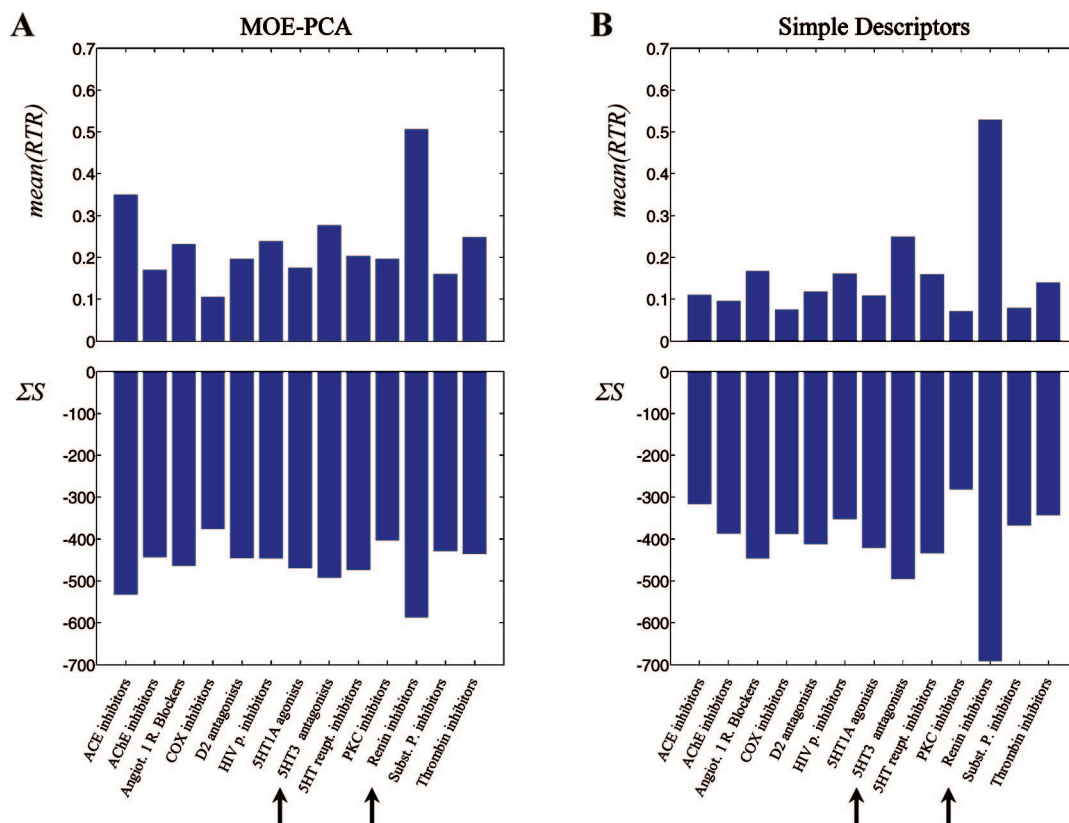 A
MOE-PCA
B
Simple Descriptors
mean(RTR)
0.7
0.6
0.5
0.4
0.3
0.2
0.1
0
mean(RTR)
0.7
0.6
0.5
0.4
0.3
0.2
0.1
0
ΣS
0
-100
-200
-300
-400
-500
-600
-700
ΣS
0
-100
-200
-300
-400
-500
-600
-700
ACE inhibitors
AChE inhibitors
Angiot. 1 R. Blockers
COX inhibitors
D2 antagonists
HIV p. inhibitors
5HT1A agonists
5HT3 antagonists
5HT reupt. inhibitors
PKC inhibitors
Renin inhibitors
Subst. P. inhibitors
Thrombin inhibitors
ACE inhibitors
AChE inhibitors
Angiot. 1 R. Blockers
COX inhibitors
D2 antagonists
HIV p. inhibitors
5HT1A agonists
5HT3 antagonists
5HT reupt. inhibitors
PKC inhibitors
Renin inhibitors
Subst. P. inhibitors
Thrombin inhibitors